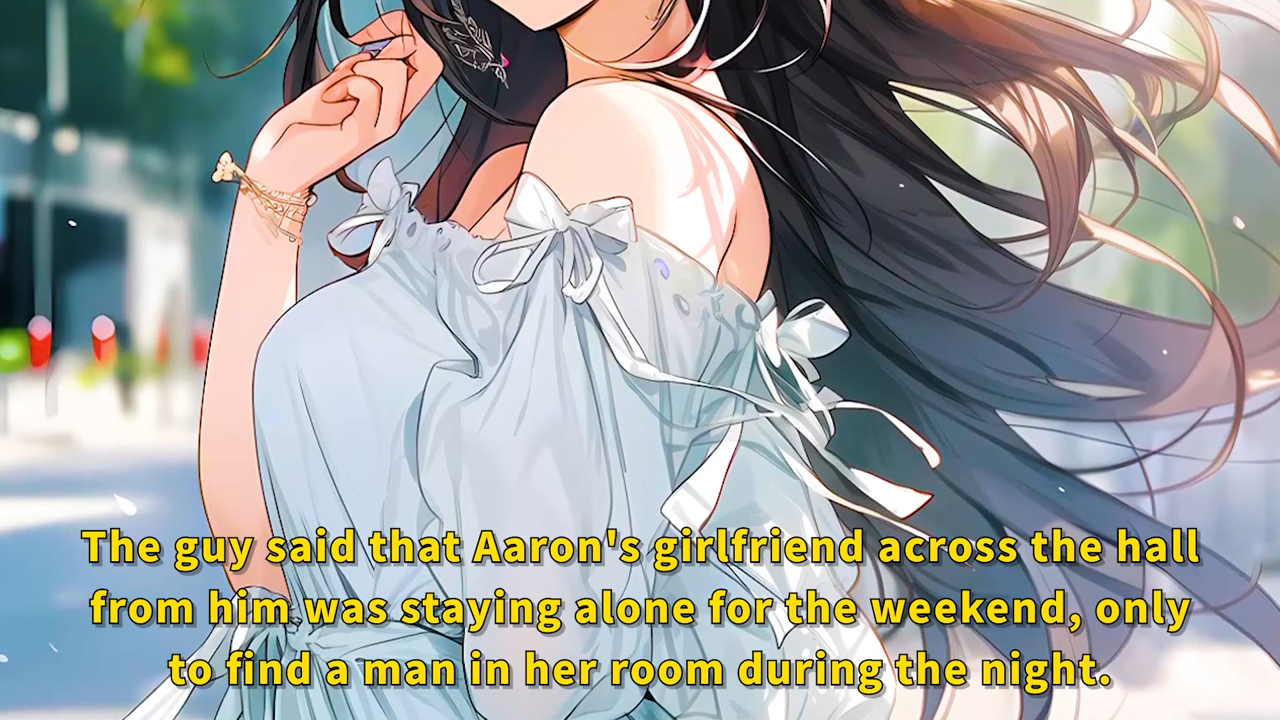 The guy said that Aaron's girlfriend across the hall
from him was staying alone for the weekend, only
to find a man in her room during the night.